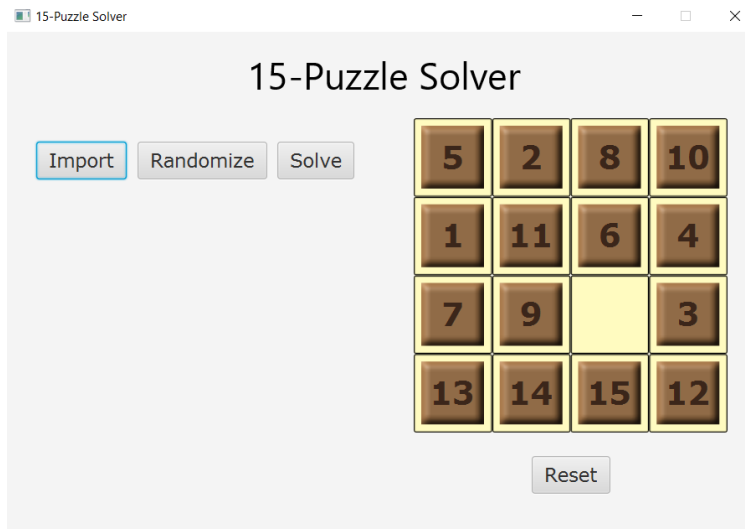 15-Puzzle Solver
15-Puzzle Solver
Import Randomize Solve
5 2 8 10
1 11 6 4
7 9 3
13 14 15 12
Reset